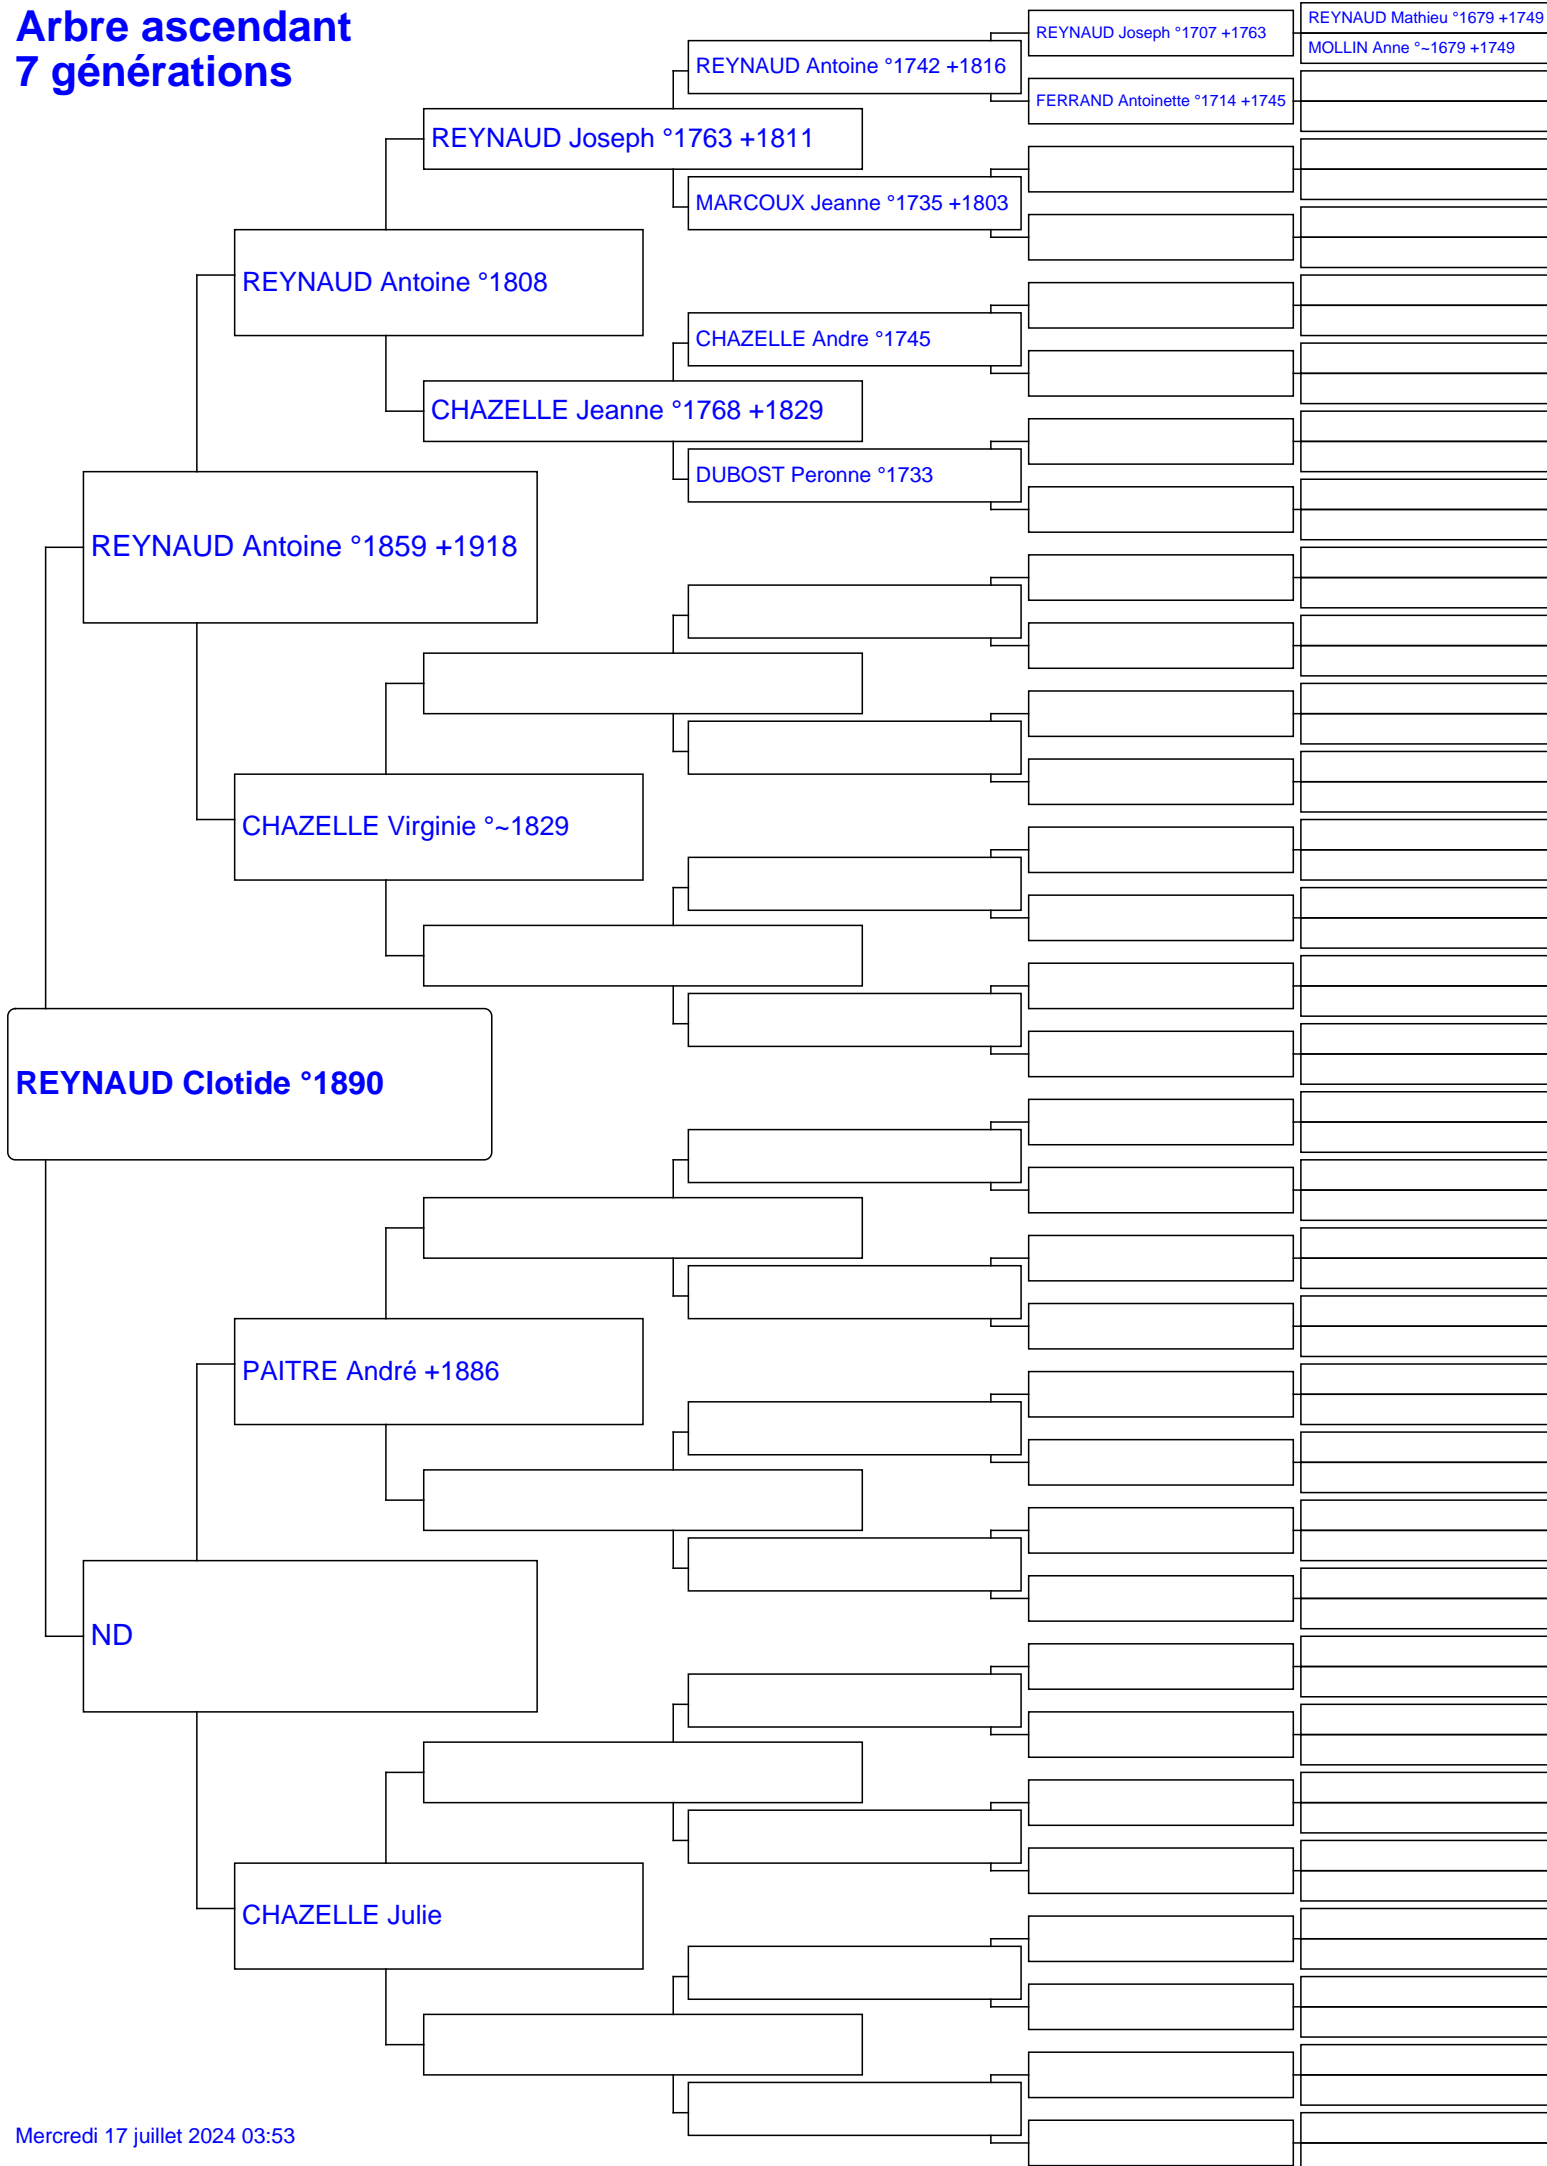 Arbre ascendant
7 générations
REYNAUD Mathieu °1679 +1749
REYNAUD Joseph °1707 +1763
MOLLIN Anne °~1679 +1749
REYNAUD Antoine °1742 +1816
FERRAND Antoinette °1714 +1745
REYNAUD Joseph °1763 +1811
MARCOUX Jeanne °1735 +1803
REYNAUD Antoine °1808
CHAZELLE Andre °1745
CHAZELLE Jeanne °1768 +1829
DUBOST Peronne °1733
REYNAUD Antoine °1859 +1918
CHAZELLE Virginie °~1829
REYNAUD Clotide °1890
PAITRE André +1886
ND
CHAZELLE Julie
Mercredi 17 juillet 2024 03:53